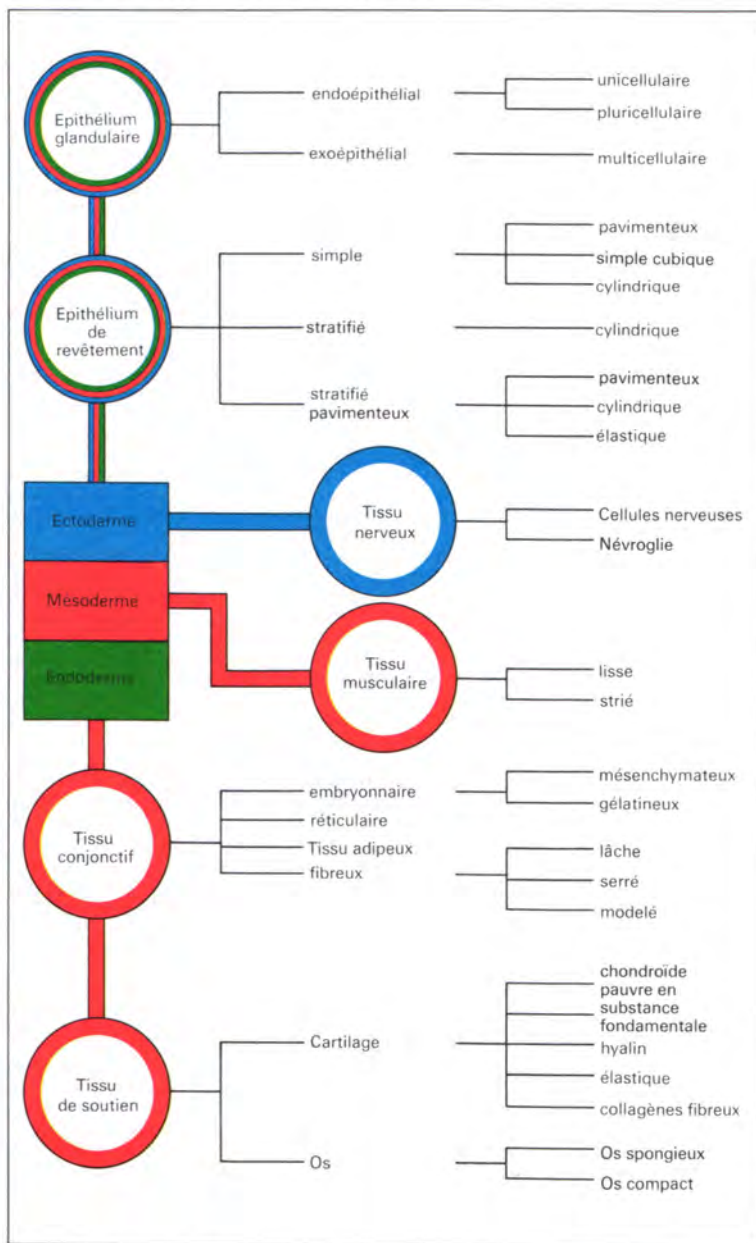 Epithélium
glandulaire
endoépithélial
unicellulaire
pluricellulaire
exoépithélial
multicellulaire
Epithélium
de
revêtement
simple
pavimenteux
simple cubique
cylindrique
stratifié
cylindrique
stratifié
pavimenteux
pavimenteux
cylindrique
élastique
Ectoderme
Mésoderme
Endoderme
Tissu
nerveux
Cellules nerveuses
Névroglie
Tissu
musculaire
lisse
strié
Tissu
conjonctif
embryonnaire
mésenchymateux
gélatineux
réticulaire
Tissu adipeux
fibreux
lâche
serré
modelé
Tissu
de soutien
Cartilage
chondroïde
pauvre en
substance
fondamentale
hyalin
élastique
collagènes fibreux
Os
Os spongieux
Os compact